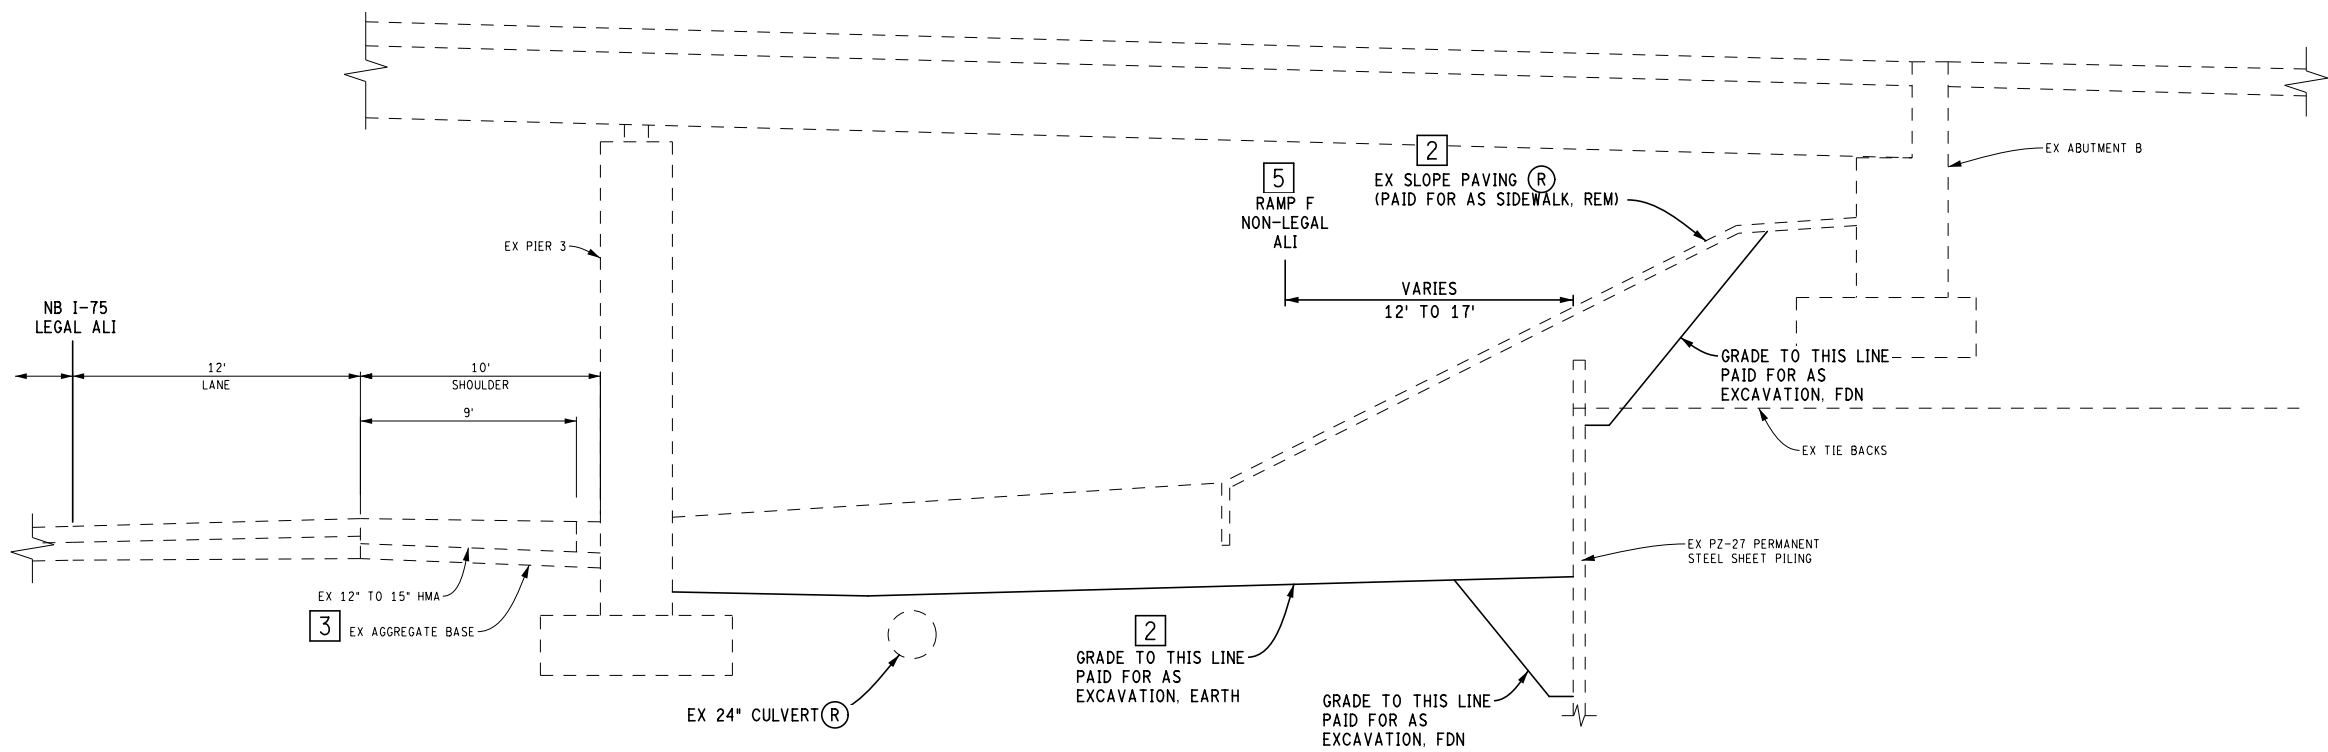 2
EX SLOPE PAVING R
(PAID FOR AS SIDEWALK, REM)
EX ABUTMENT B
5
RAMP F
NON-LEGAL
ALI
EX PIER 3
VARIES
12' TO 17'
NB I-75
LEGAL ALI
12'
LANE
10'
SHOULDER
9'
GRADE TO THIS LINE
PAID FOR AS
EXCAVATION, FDN
EX TIE BACKS
EX PZ-27 PERMANENT
STEEL SHEET PILING
EX 12" TO 15" HMA
3
EX AGGREGATE BASE
2
GRADE TO THIS LINE
PAID FOR AS
EXCAVATION, EARTH
EX 24" CULVERT R
GRADE TO THIS LINE
PAID FOR AS
EXCAVATION, FDN